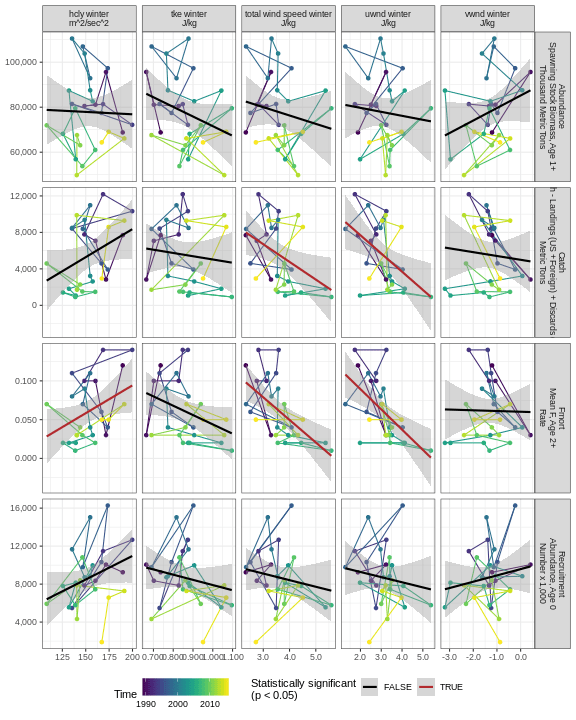 hcly winter
m^2/sec^2
tke winter
J/kg
total wind speed winter
J/kg
uwnd winter
J/kg
vwnd winter
J/kg
100,000
80,000
60,000
Abundance
Spawning Stock Biomass, Age 1+
Thousand Metric Tons
12,000
8,000
4,000
0
Catch
h - Landings (US +Foreign) + Discards
Metric Tons
0.100
0.050
0.000
Fmort
Mean F, Age 2+
Rate
16,000
12,000
8,000
4,000
Recruitment
Abundance, Age 0
Number x 1,000
125 150 175 200
0.700 0.800 0.900 1.000 1.100
3.0 4.0 5.0
2.0 3.0 4.0 5.0
-3.0 -2.0 -1.0 0.0
Time
1990 2000 2010
Statistically significant
(p < 0.05)
FALSE
TRUE